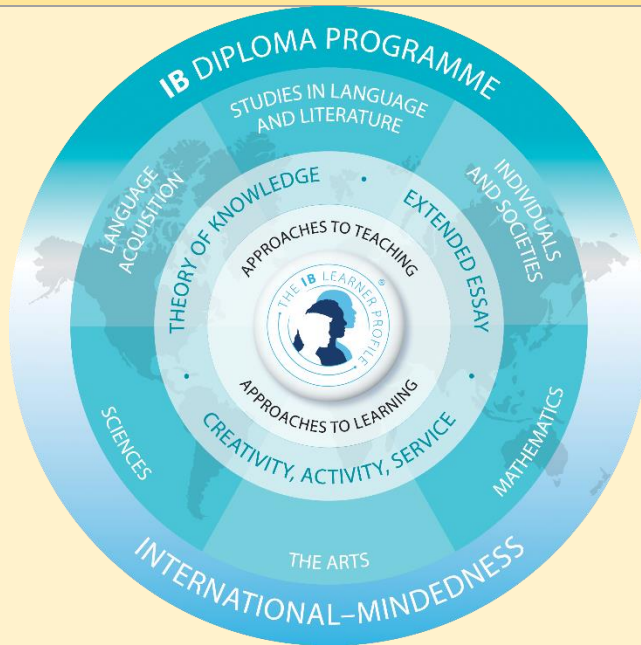 IB DIPLOMA PROGRAMME
STUDIES IN LANGUAGE
AND LITERATURE
LANGUAGE
ACQUISITION
INDIVIDUALS
AND SOCIETIES
THEORY OF KNOWLEDGE
•
EXTENDED ESSAY
APPROACHES TO TEACHING
THE IB LEARNER PROFILE
®
APPROACHES TO LEARNING
•
CREATIVITY, ACTIVITY, SERVICE
•
SCIENCES
MATHEMATICS
THE ARTS
INTERNATIONAL–MINDEDNESS